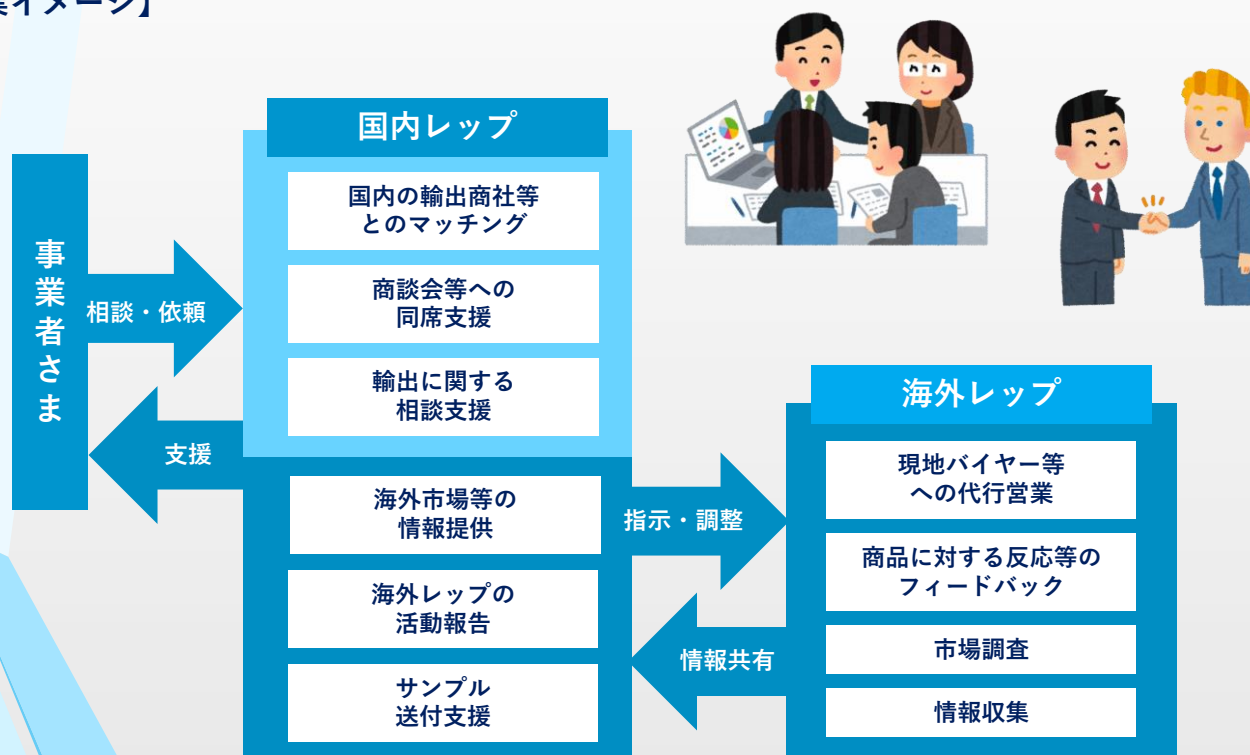 業イメージ】
国内レップ
国内の輸出商社等
とのマッチング
商談会等への
同席支援
輸出に関する
相談支援
事業者さま
相談・依頼
支援
海外市場等の
情報提供
海外レップの
活動報告
サンプル
送付支援
指示・調整
情報共有
海外レップ
現地バイヤー等
への代行営業
商品に対する反応等の
フィードバック
市場調査
情報収集